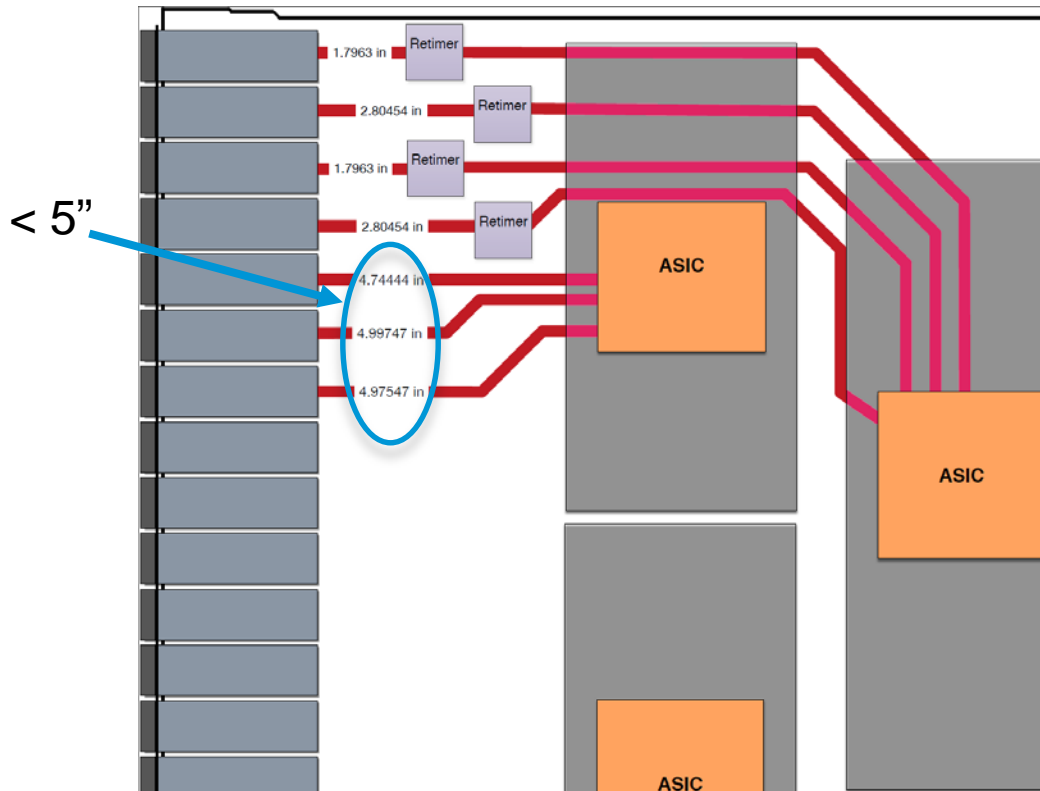 Retimer
1.7963 in
2.80454 in
Retimer
1.7963 in
Retimer
2.80454 in
Retimer
< 5”
ASIC
4.74444 in
4.99747 in
4.97547 in
ASIC
ASIC